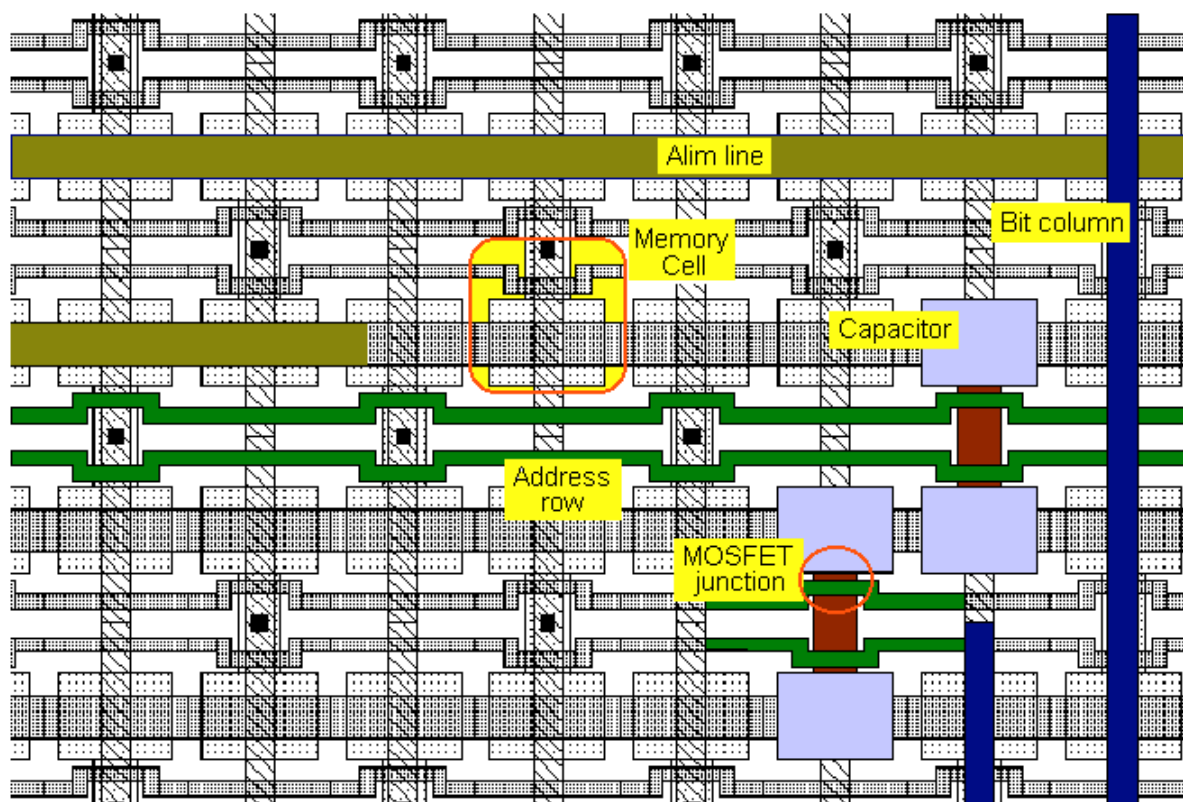 Alim line
Bit column
Memory
Cell
Capacitor
Address
row
MOSFET
junction